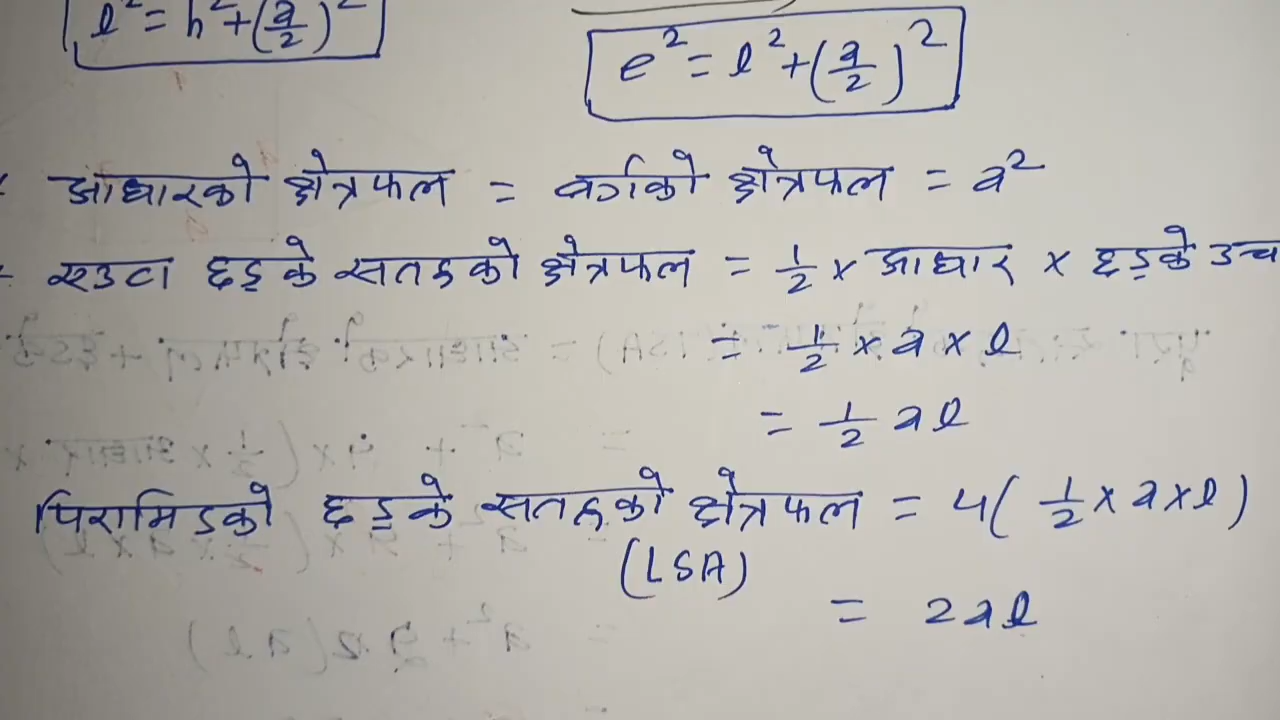 l² = h² + (a/2)²
e² = l² + (a/2)²
आधारको क्षेत्रफल = वर्गको क्षेत्रफल = a²
एउटा छड्के सतहको क्षेत्रफल = 1/2 × आधार × छड्के उच
= 1/2 × a × l
= 1/2 al
पिरामिडको छड्के सतहको क्षेत्रफल = 4( 1/2 × a × l )
(LSA)
= 2al